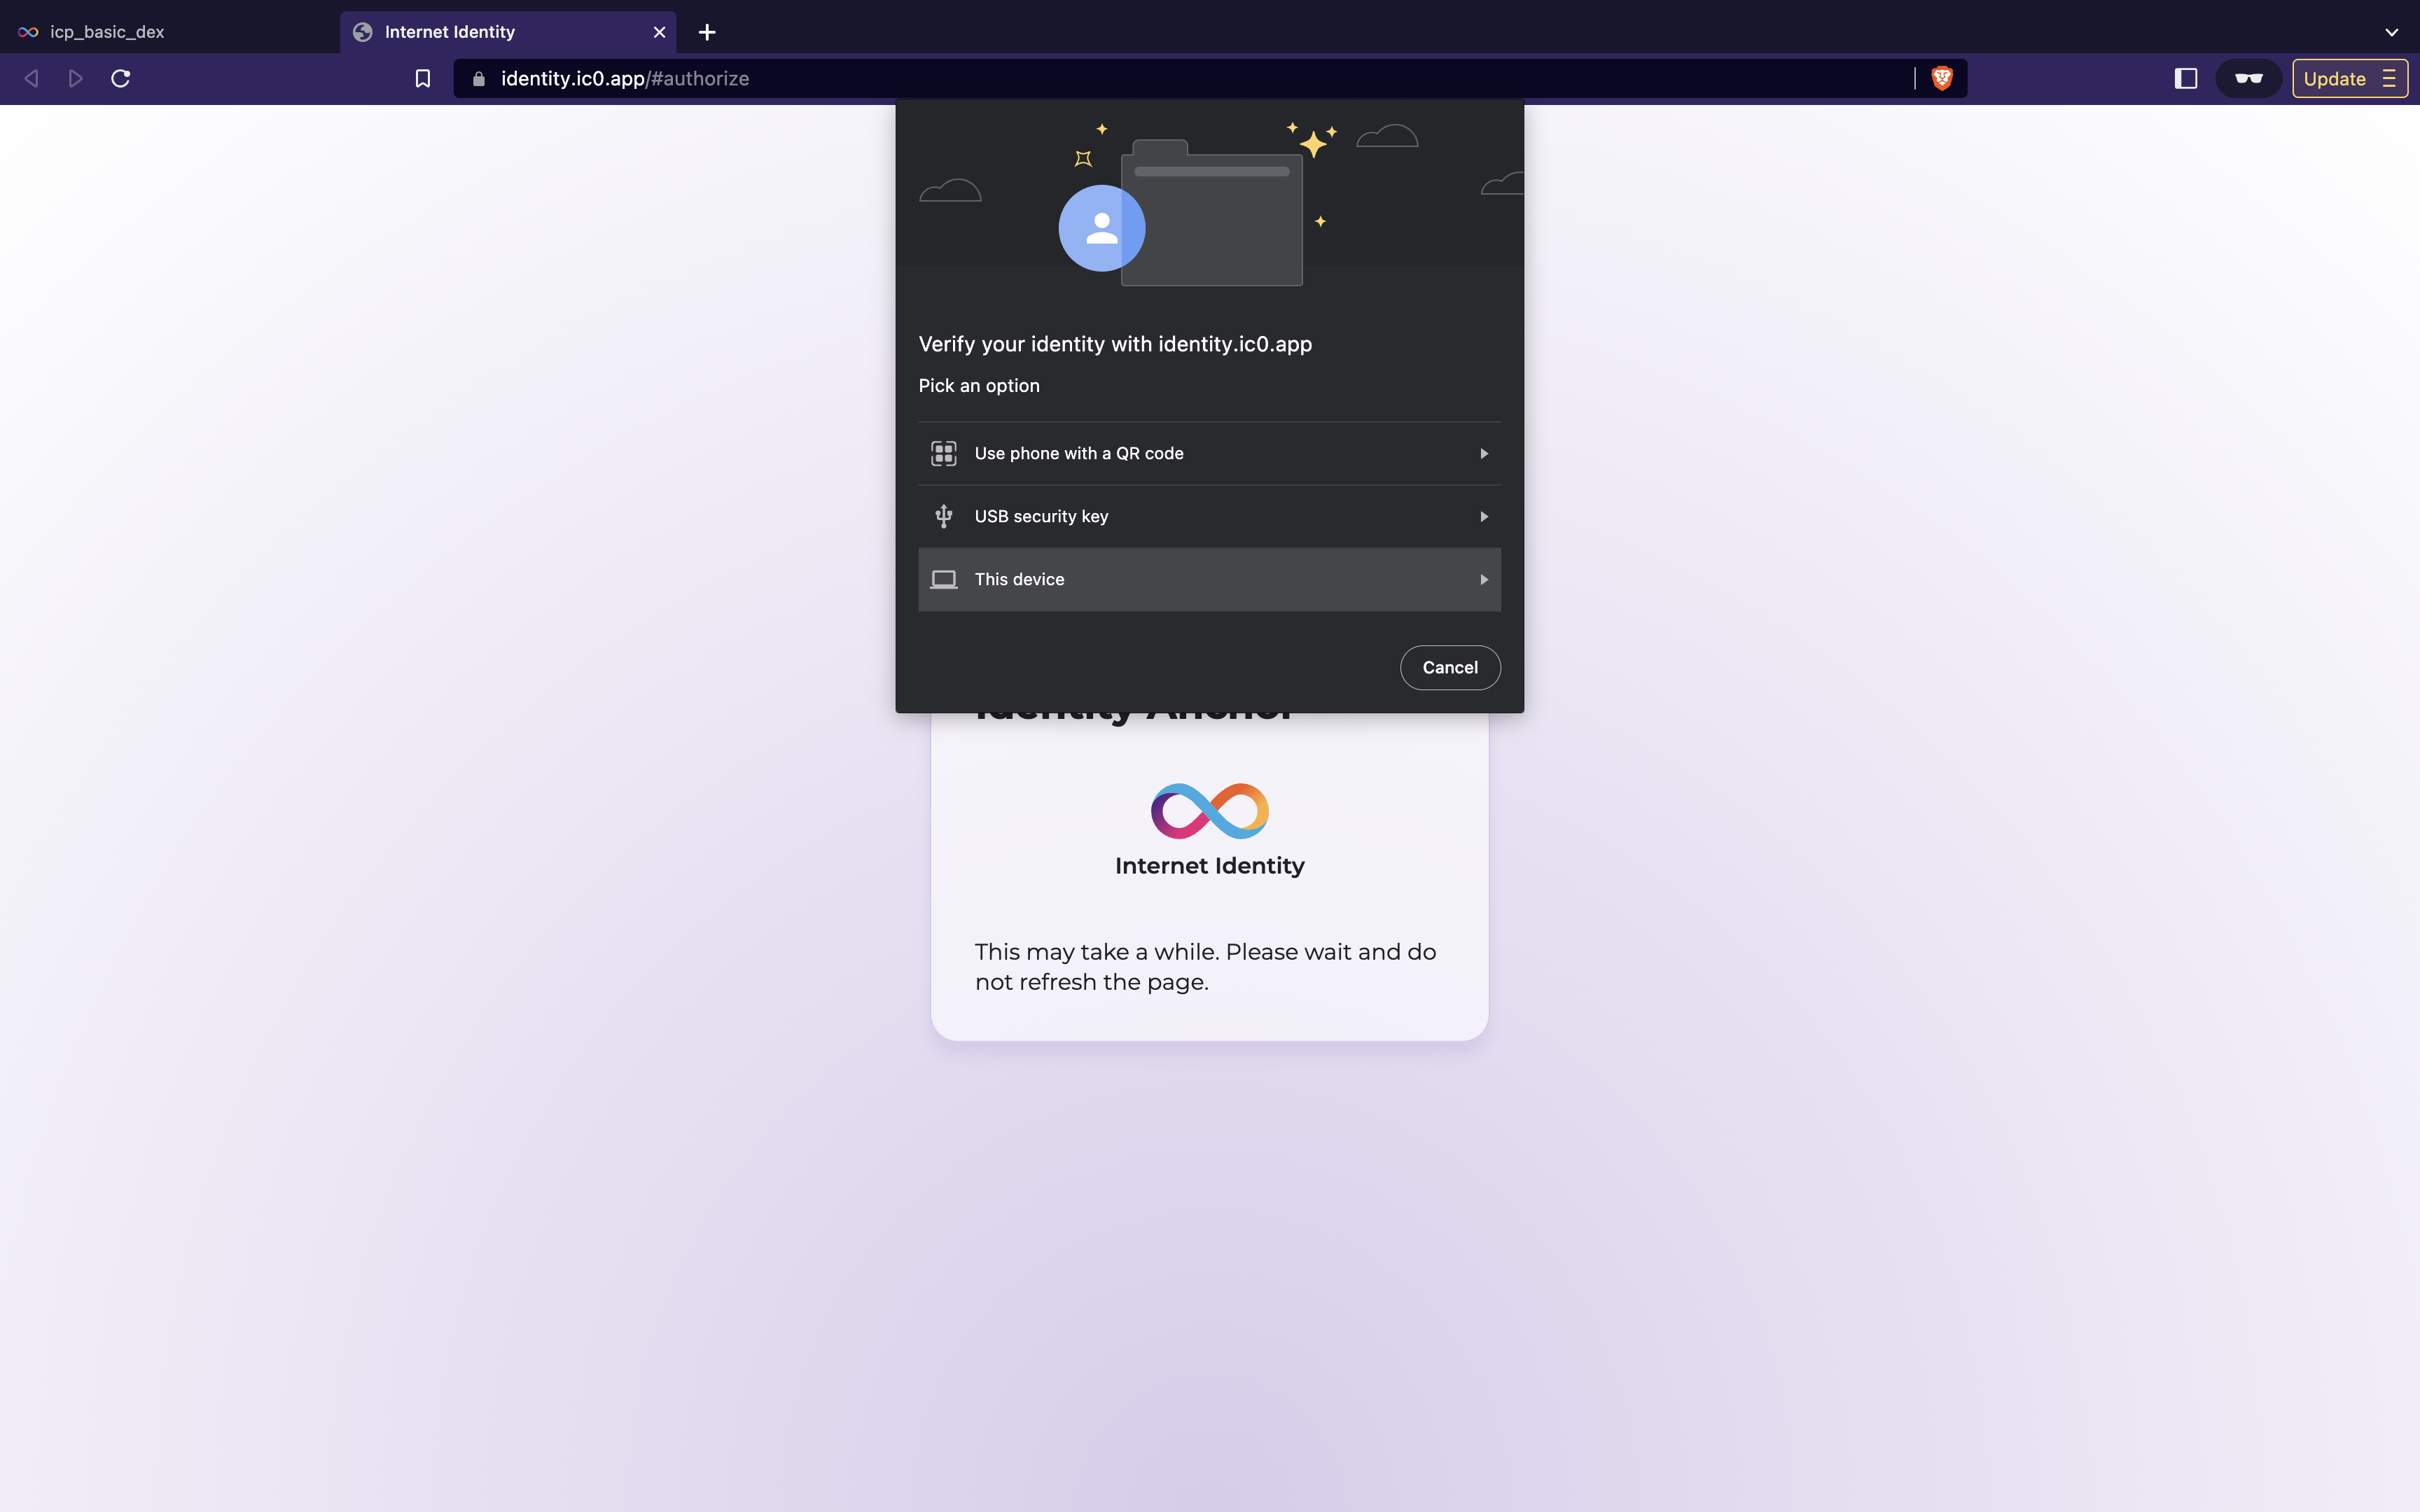 icp_basic_dex
Internet Identity
identity.ic0.app/#authorize
Update
Verify your identity with identity.ic0.app
Pick an option
Use phone with a QR code
USB security key
This device
Cancel
Identity Anchor
Internet Identity
This may take a while. Please wait and do
not refresh the page.